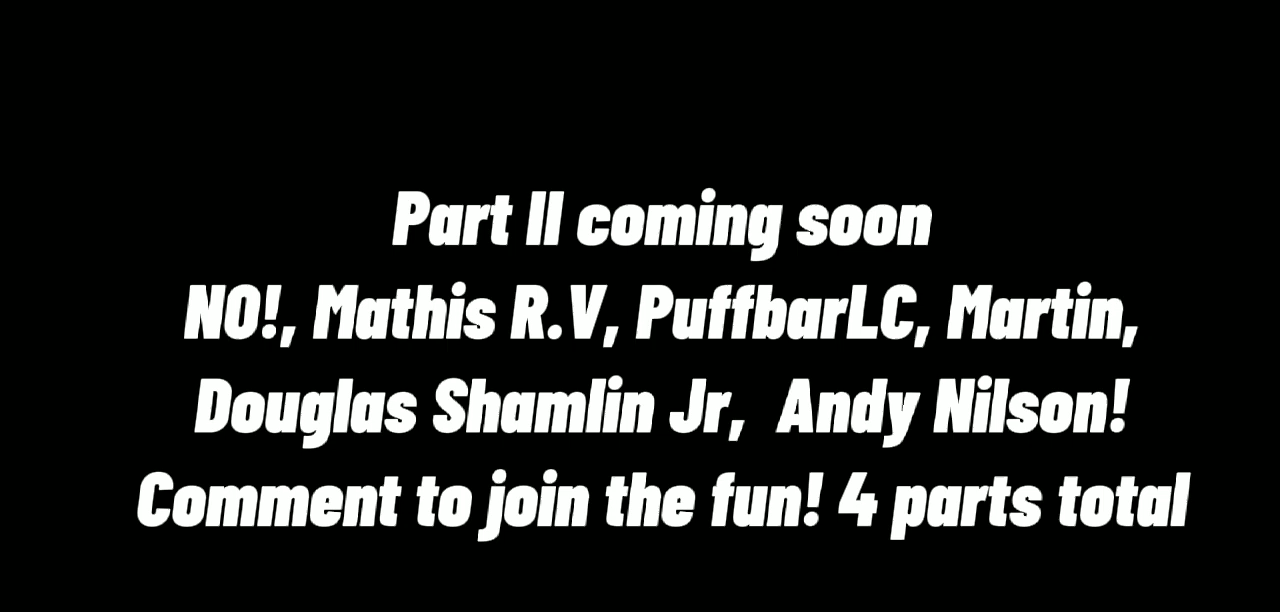 Part II coming soon
NO!, Mathis R.V, PuffbarLC, Martin,
Douglas Shamlin Jr,  Andy Nilson!
Comment to join the fun! 4 parts total